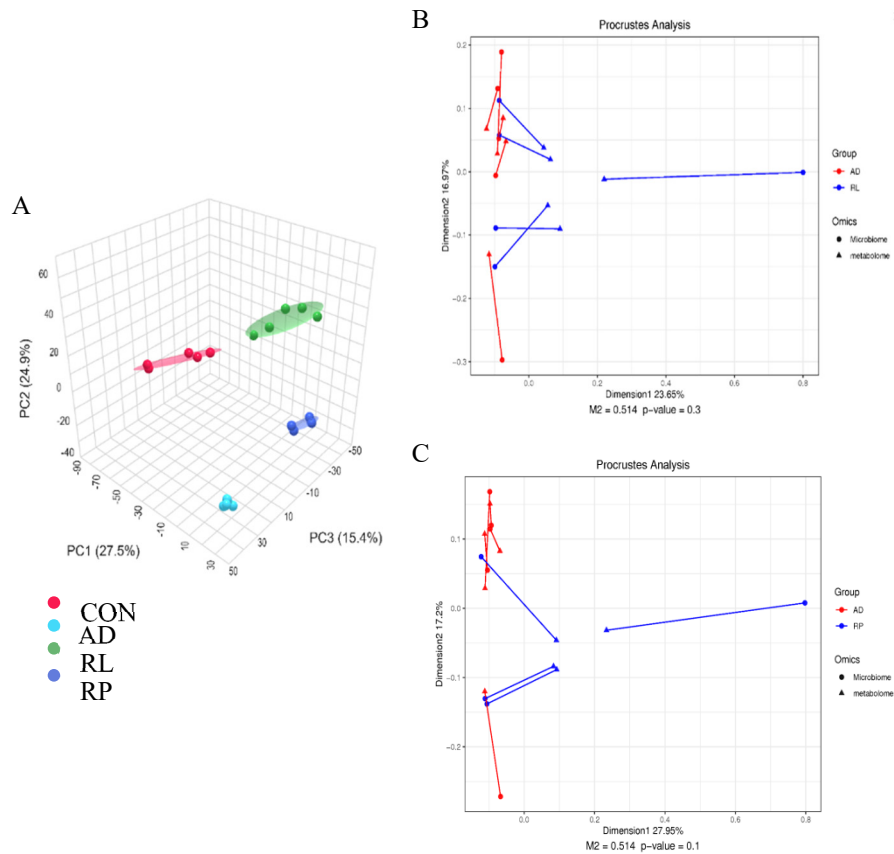 A
60
40
20
0
-20
-40
PC2 (24.9%)
-90
-70
-50
-30
-10
10
30
PC1 (27.5%)
50
30
10
-10
-30
-50
PC3 (15.4%)
CON
AD
RL
RP
B
Procrustes Analysis
0.2
0.1
0.0
−0.1
−0.2
−0.3
Dimension2 16.97%
0.0
0.2
0.4
0.6
0.8
Dimension1 23.65%
M2 = 0.514 p-value = 0.3
Group
AD
RL
Omics
Microbiome
metabolome
C
Procrustes Analysis
0.1
0.0
−0.1
−0.2
Dimension2 17.2%
0.0
0.2
0.4
0.6
0.8
Dimension1 27.95%
M2 = 0.514 p-value = 0.1
Group
AD
RP
Omics
Microbiome
metabolome